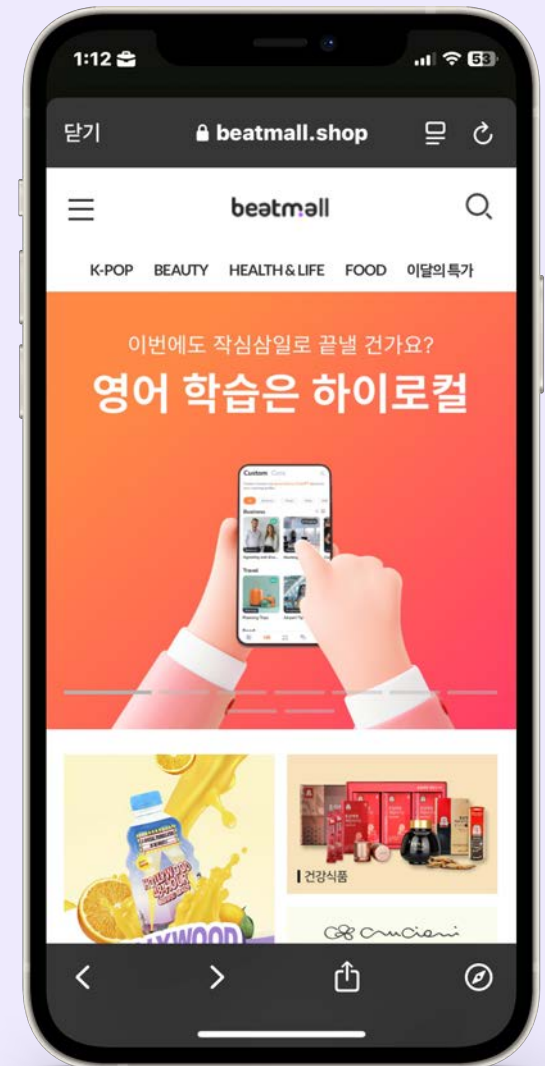 1:12
53
닫기
beatmall.shop
beatmall
K-POP BEAUTY HEALTH & LIFE FOOD 이달의 특가
이번에도 작심삼일로 끝낼 건가요?
영어 학습은 하이로컬
Custom
Business
Travel
건강식품
Cruciani